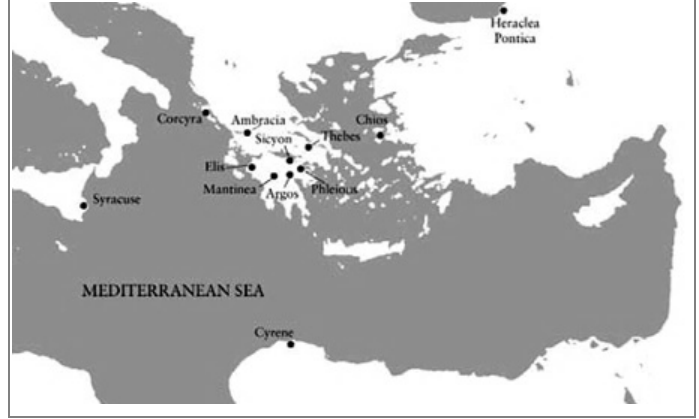 Heraclea
Pontica
Corcyra
Ambracia
Chios
Sicyon
Thebes
Elis
Mantinea
Argos
Phleious
Syracuse
MEDITERRANEAN SEA
Cyrene